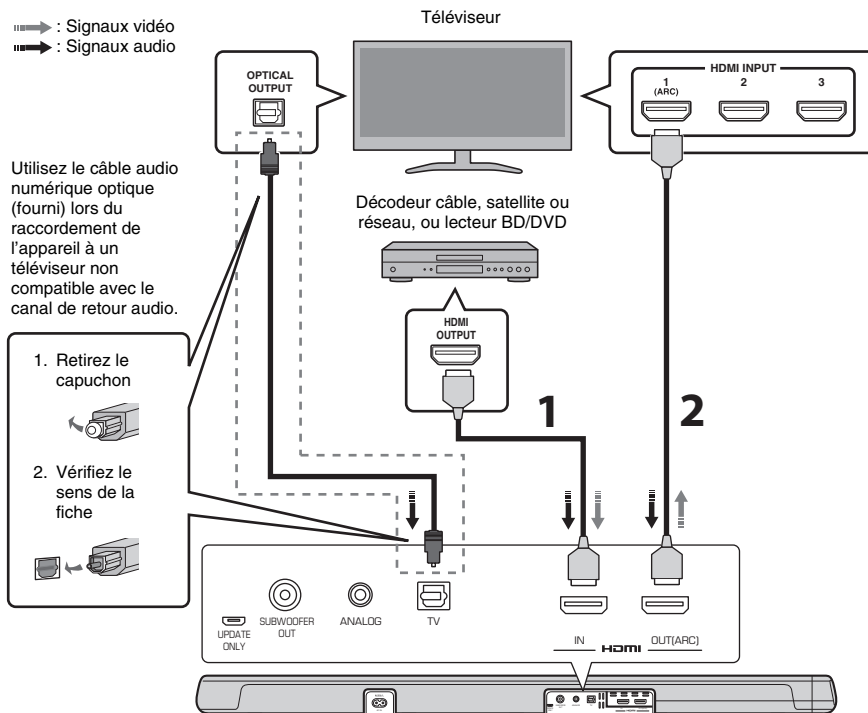 : Signaux vidéo
: Signaux audio
Téléviseur
OPTICAL
OUTPUT
HDMI INPUT
1
(ARC)
2
3
Utilisez le câble audio
numérique optique
(fourni) lors du
raccordement de
l'appareil à un
téléviseur non
compatible avec le
canal de retour audio.
Décodeur câble, satellite ou
réseau, ou lecteur BD/DVD
HDMI
OUTPUT
1. Retirez le
capuchon
2. Vérifiez le
sens de la
fiche
1
2
UPDATE
ONLY
SUBWOOFER
OUT
ANALOG
TV
IN
HDMI
OUT(ARC)